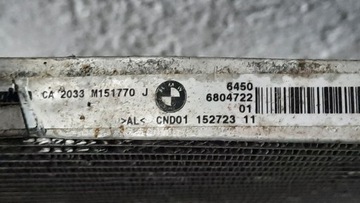 CA 2033 M151770 J
6450
6804722
01
>AL< CND01 152723 11